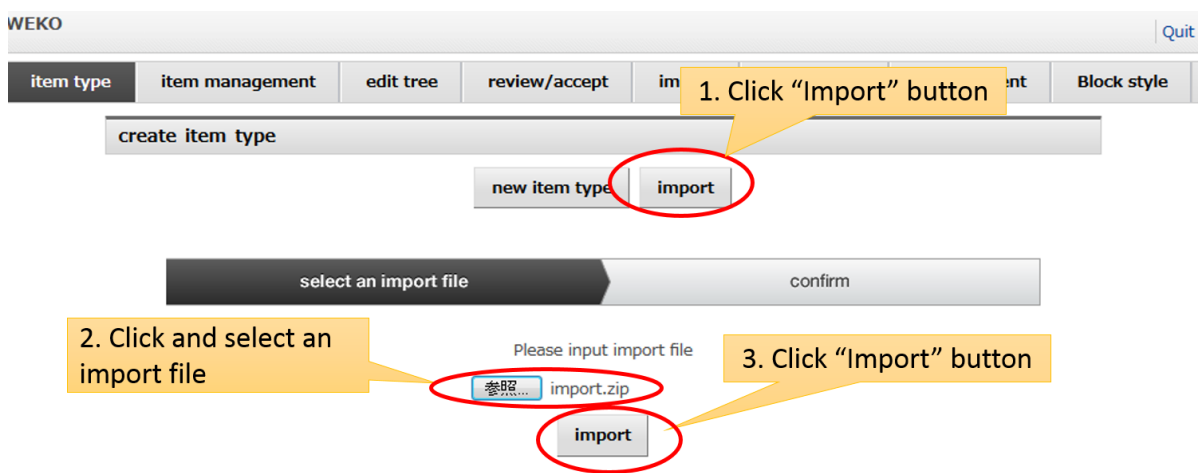 WEKO
Quit
item type
item management
edit tree
review/accept
im
nt
Block style
1. Click “Import” button
create item type
new item type
import
select an import file
confirm
2. Click and select an
import file
Please input import file
参照...
import.zip
3. Click “Import” button
import